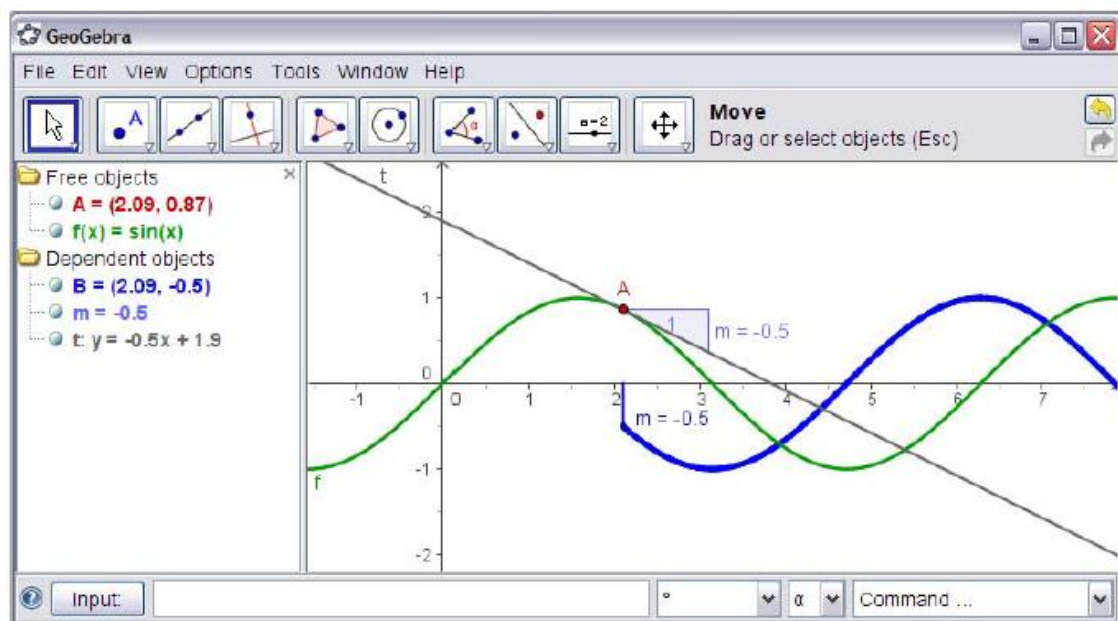 GeoGebra
File Edit View Options Tools Window Help
A
α
a=2
Move
Drag or select objects (Esc)
Free objects
A = (2.09, 0.87)
f(x) = sin(x)
Dependent objects
B = (2.09, -0.5)
m = -0.5
t: y = -0.5x + 1.9
t
2
A
1
1
m = -0.5
0
-1 0 1 2 3 4 5 6 7
m = -0.5
-1
f
-2
Input:
°
α
Command ...